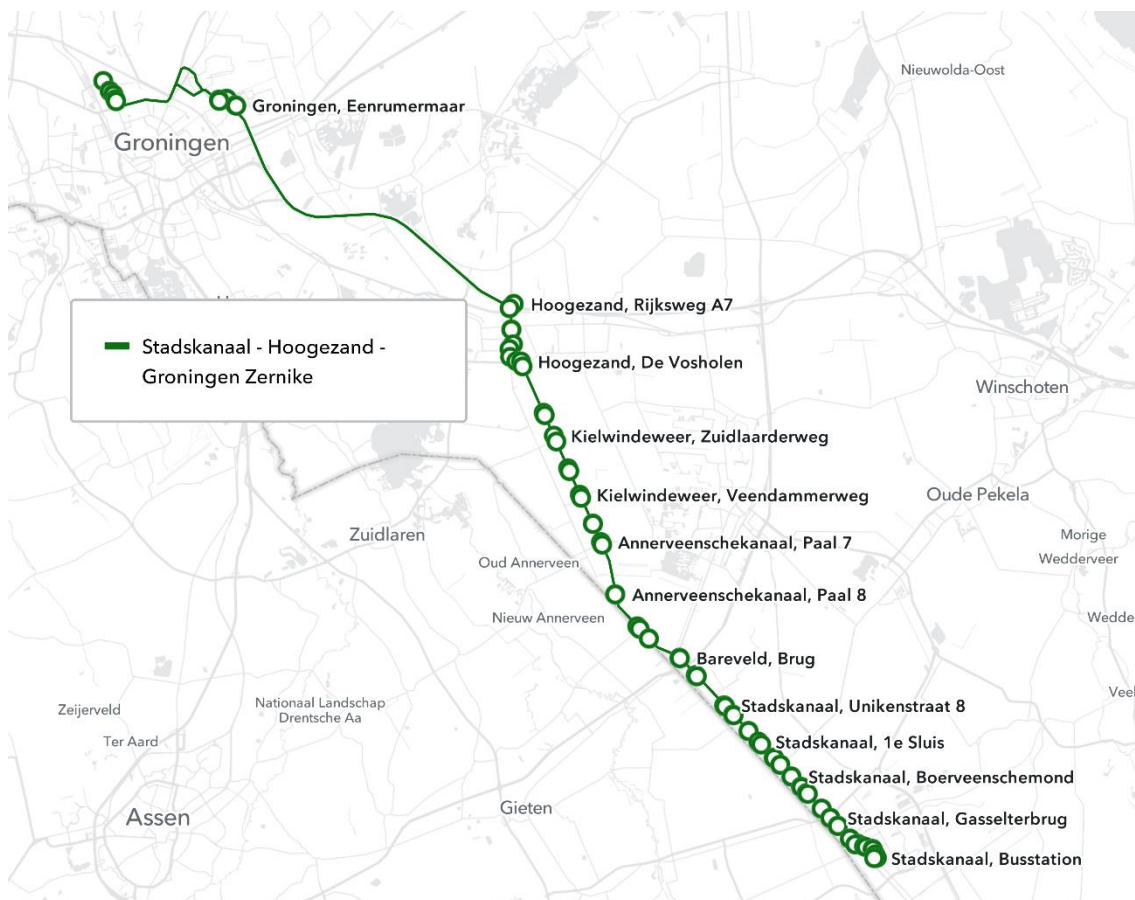 Nieuwolda-Oost
Groningen, Eenrumermaar
Groningen
Hoogezand, Rijksweg A7
Stadskanaal - Hoogezand -
Groningen Zernike
Hoogezand, De Vosholen
Winschoten
Kielwindeweer, Zuidlaarderweg
Kielwindeweer, Veendammerweg
Oude Pekela
Zuidlaren
Morige
Wedderveer
Annerveenschekanaal, Paal 7
Oud Annerveen
Annerveenschekanaal, Paal 8
Nieuw Annerveen
Wedde
Bareveld, Brug
Nationaal Landschap
Drentsche Aa
Zeijerveld
Stadskanaal, Unikenstraat 8
Ter Aard
Stadskanaal, 1e Sluis
Stadskanaal, Boerveenschemond
Gieten
Assen
Stadskanaal, Gasselterbrug
Stadskanaal, Busstation